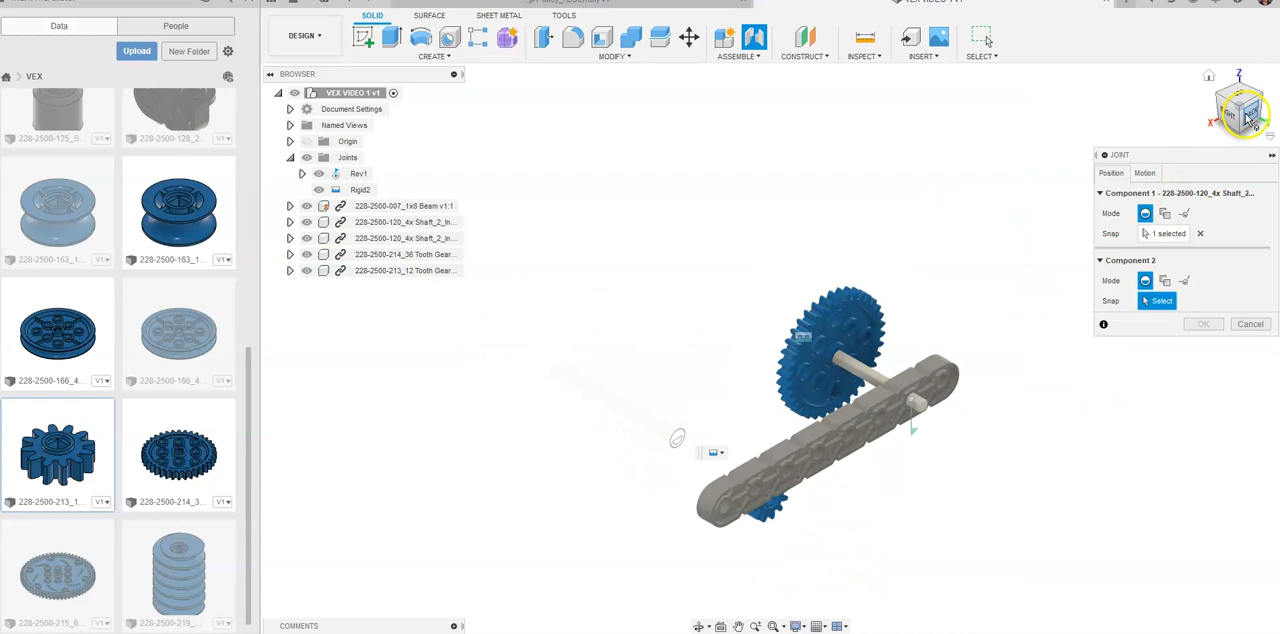 Data People
Upload New Folder
VEX
228-2500-125_S... V1
228-2500-128_2... V1
228-2500-163_1... V1
228-2500-163_1... V1
228-2500-166_4... V1
228-2500-166_4... V1
228-2500-213_1... V1
228-2500-214_3... V1
228-2500-215_6... V1
228-2500-219_... V1
SOLID SURFACE SHEET METAL TOOLS
DESIGN
CREATE MODIFY ASSEMBLE CONSTRUCT INSPECT INSERT SELECT
BROWSER
VEX VIDEO 1 v1
Document Settings
Named Views
Origin
Joints
Rev1
Rigid2
228-2500-007_1x8 Beam v1:1
228-2500-120_4x Shaft_2_In...
228-2500-120_4x Shaft_2_In...
228-2500-214_36 Tooth Gear...
228-2500-213_12 Tooth Gear...
COMMENTS
Z
X
JOINT
Position Motion
Component 1 - 228-2500-120_4x Shaft_2...
Mode
Snap 1 selected
Component 2
Mode
Snap Select
OK Cancel